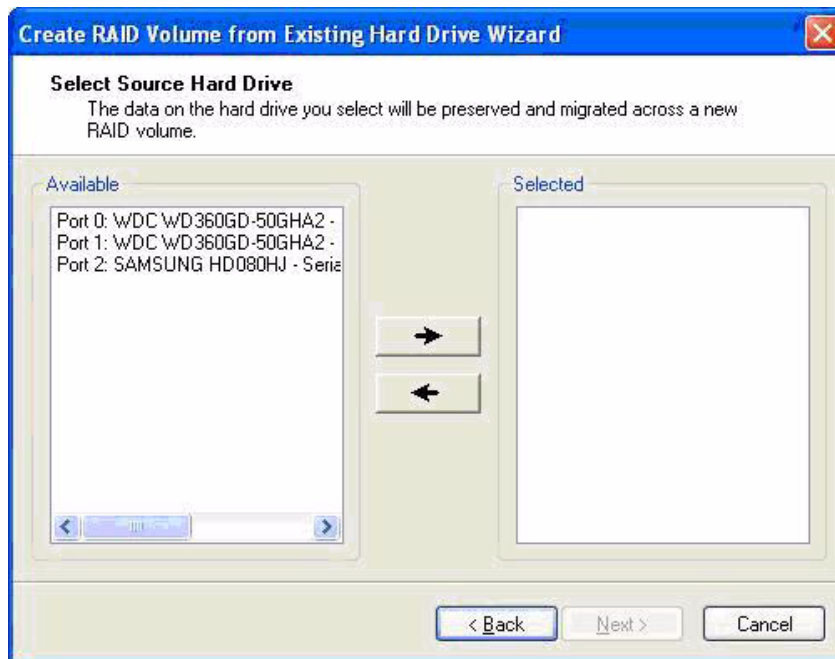 Create RAID Volume from Existing Hard Drive Wizard
Select Source Hard Drive
The data on the hard drive you select will be preserved and migrated across a new
RAID volume.
Available
Port 0: WDC WD360GD-50GHA2 -
Port 1: WDC WD360GD-50GHA2 -
Port 2: SAMSUNG HD080HJ - Seria
Selected
< Back
Next >
Cancel